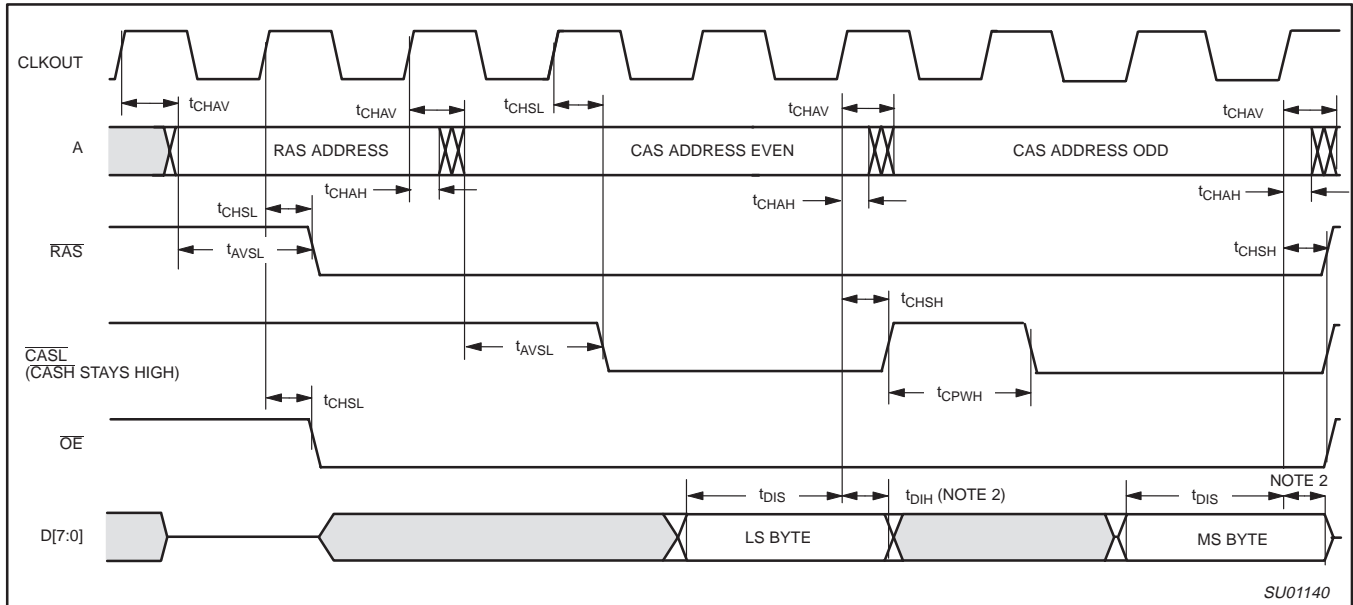 CLKOUT
tCHAV
tCHAV
tCHSL
tCHAV
tCHAV
A
RAS ADDRESS
CAS ADDRESS EVEN
CAS ADDRESS ODD
tCHAH
tCHAH
tCHAH
tCHSL
RAS
tAVSL
tCHSH
tCHSH
CASL
(CASH STAYS HIGH)
tAVSL
tCPWH
tCHSL
OE
tDIS
tDIH (NOTE 2)
tDIS
NOTE 2
D[7:0]
LS BYTE
MS BYTE
SU01140